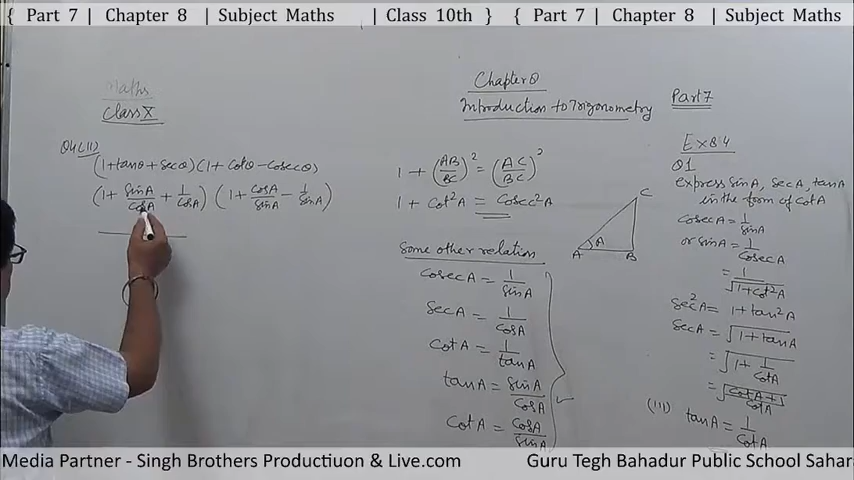 { Part 7 | Chapter 8 | Subject Maths | Class 10th } { Part 7 | Chapter 8 | Subject Maths
Maths
Class X
Q4(ii)
(1+tanθ+secθ)(1+cotθ-cosecθ)
(1+ sinA/cosA + 1/cosA) (1+ cosA/sinA - 1/sinA)
Chapter 8
Introduction to Trigonometry
Part 7
1 + (AB/BC)² = (AC/BC)²
1 + cot²A = cosec²A
Some other relation
cosecA = 1/sinA
secA = 1/cosA
cotA = 1/tanA
tanA = sinA/cosA
cotA = cosA/sinA
C
A
A
B
Ex 8.4
Q1
express sinA, secA, tanA
in the form of cotA
cosecA = 1/sinA
or sinA = 1/cosecA
= 1/√1+cot²A
sec²A = 1+tan²A
secA = √1+tanA
= √1+ 1/cotA
= √cotA+1/cotA
(iii) tanA = 1/cotA
Media Partner - Singh Brothers Productiuon & Live.com Guru Tegh Bahadur Public School Sahar